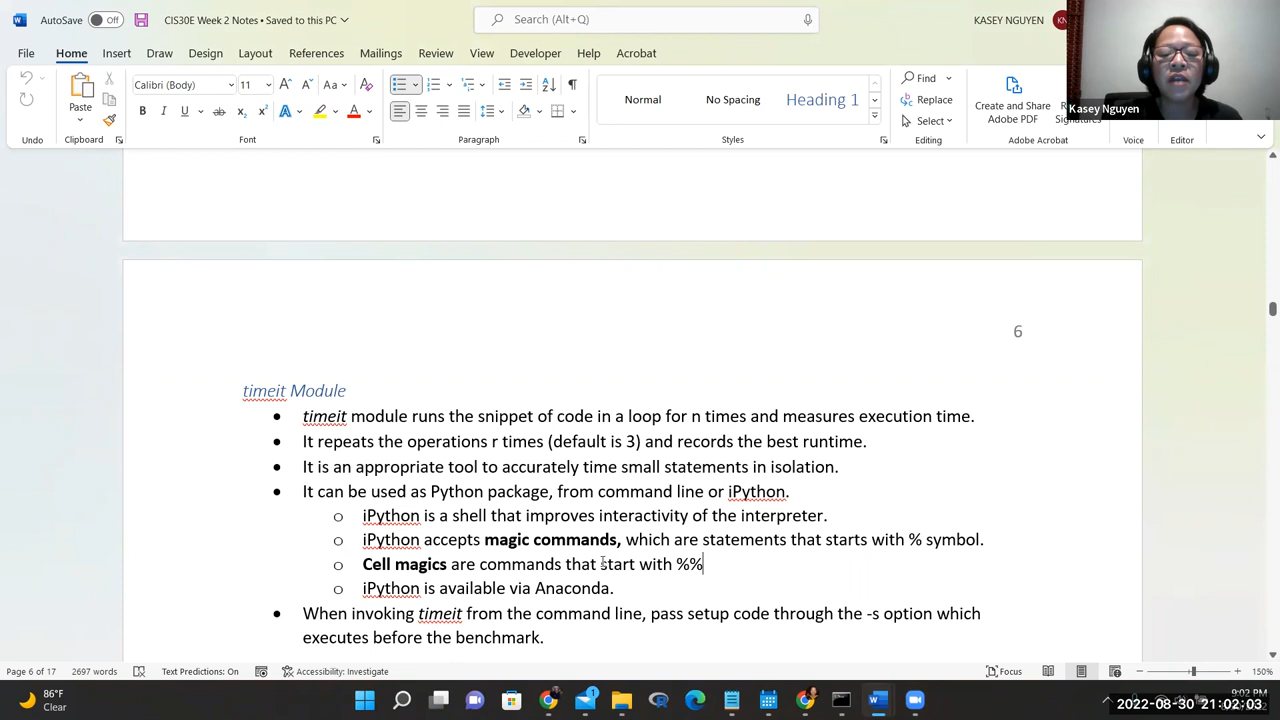 AutoSave Off CIS30E Week 2 Notes • Saved to this PC Search (Alt+Q) KASEY NGUYEN
File Home Insert Draw Design Layout References Mailings Review View Developer Help Acrobat
Calibri (Body) 11 Normal No Spacing Heading 1 Find
Paste Replace Create and Share
Select Adobe PDF Signatures
Undo Clipboard Font Paragraph Styles Editing Adobe Acrobat Voice Editor
Kasey Nguyen
6
timeit Module
• timeit module runs the snippet of code in a loop for n times and measures execution time.
• It repeats the operations r times (default is 3) and records the best runtime.
• It is an appropriate tool to accurately time small statements in isolation.
• It can be used as Python package, from command line or iPython.
o iPython is a shell that improves interactivity of the interpreter.
o iPython accepts magic commands, which are statements that starts with % symbol.
o Cell magics are commands that start with %%
o iPython is available via Anaconda.
• When invoking timeit from the command line, pass setup code through the -s option which
executes before the benchmark.
Page 6 of 17 2697 words Text Predictions: On Accessibility: Investigate Focus 150%
86°F
Clear
9:02 PM
2022-08-30 21:02:03